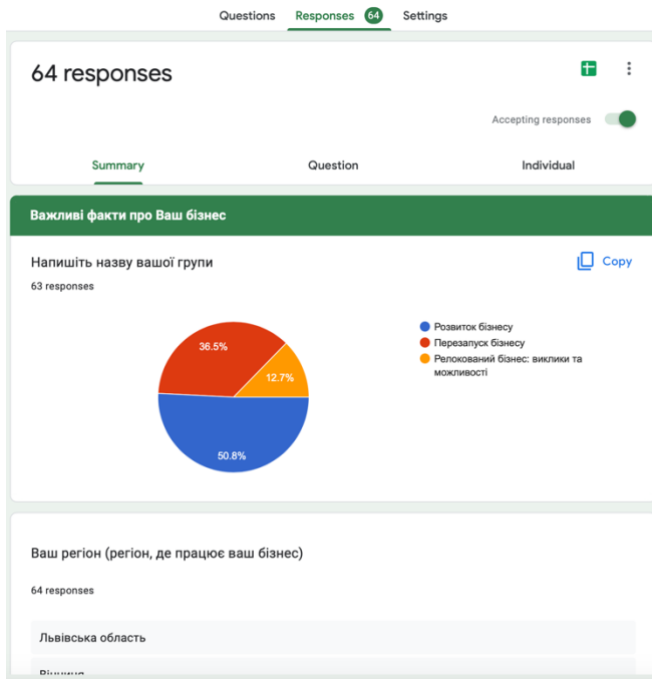 Questions Responses 64 Settings
64 responses
Accepting responses
Summary Question Individual
Важливі факти про Ваш бізнес
Напишіть назву вашої групи
Copy
63 responses
36.5%
12.7%
50.8%
Розвиток бізнесу
Перезапуск бізнесу
Релокований бізнес: виклики та
можливості
Ваш регіон (регіон, де працює ваш бізнес)
64 responses
Львівська область